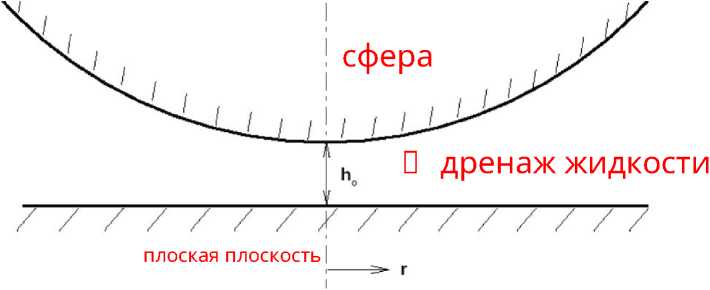 сфера
h₀
дренаж жидкости
плоская плоскость
r